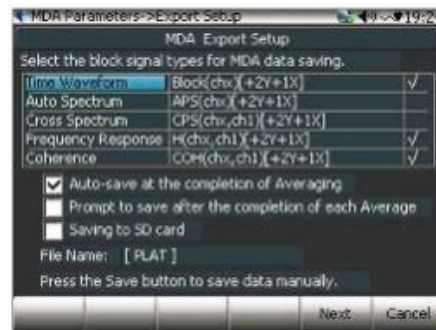 MDA Parameters->Export Setup 19:2
MDA Export Setup
Select the block signal types for MDA data saving.
Time Waveform Block(chx)[+2Y+1X] √
Auto Spectrum APS(chx)[+2Y+1X]
Cross Spectrum CPS(chx,ch1)[+2Y+1X]
Frequency Response H(chx,ch1)[+2Y+1X] √
Coherence COH(chx,ch1)[+2Y+1X] √
Auto-save at the completion of Averaging
Prompt to save after the completion of each Average
Saving to SD card
File Name: [ PLAT ]
Press the Save button to save data manually.
Next Cancel